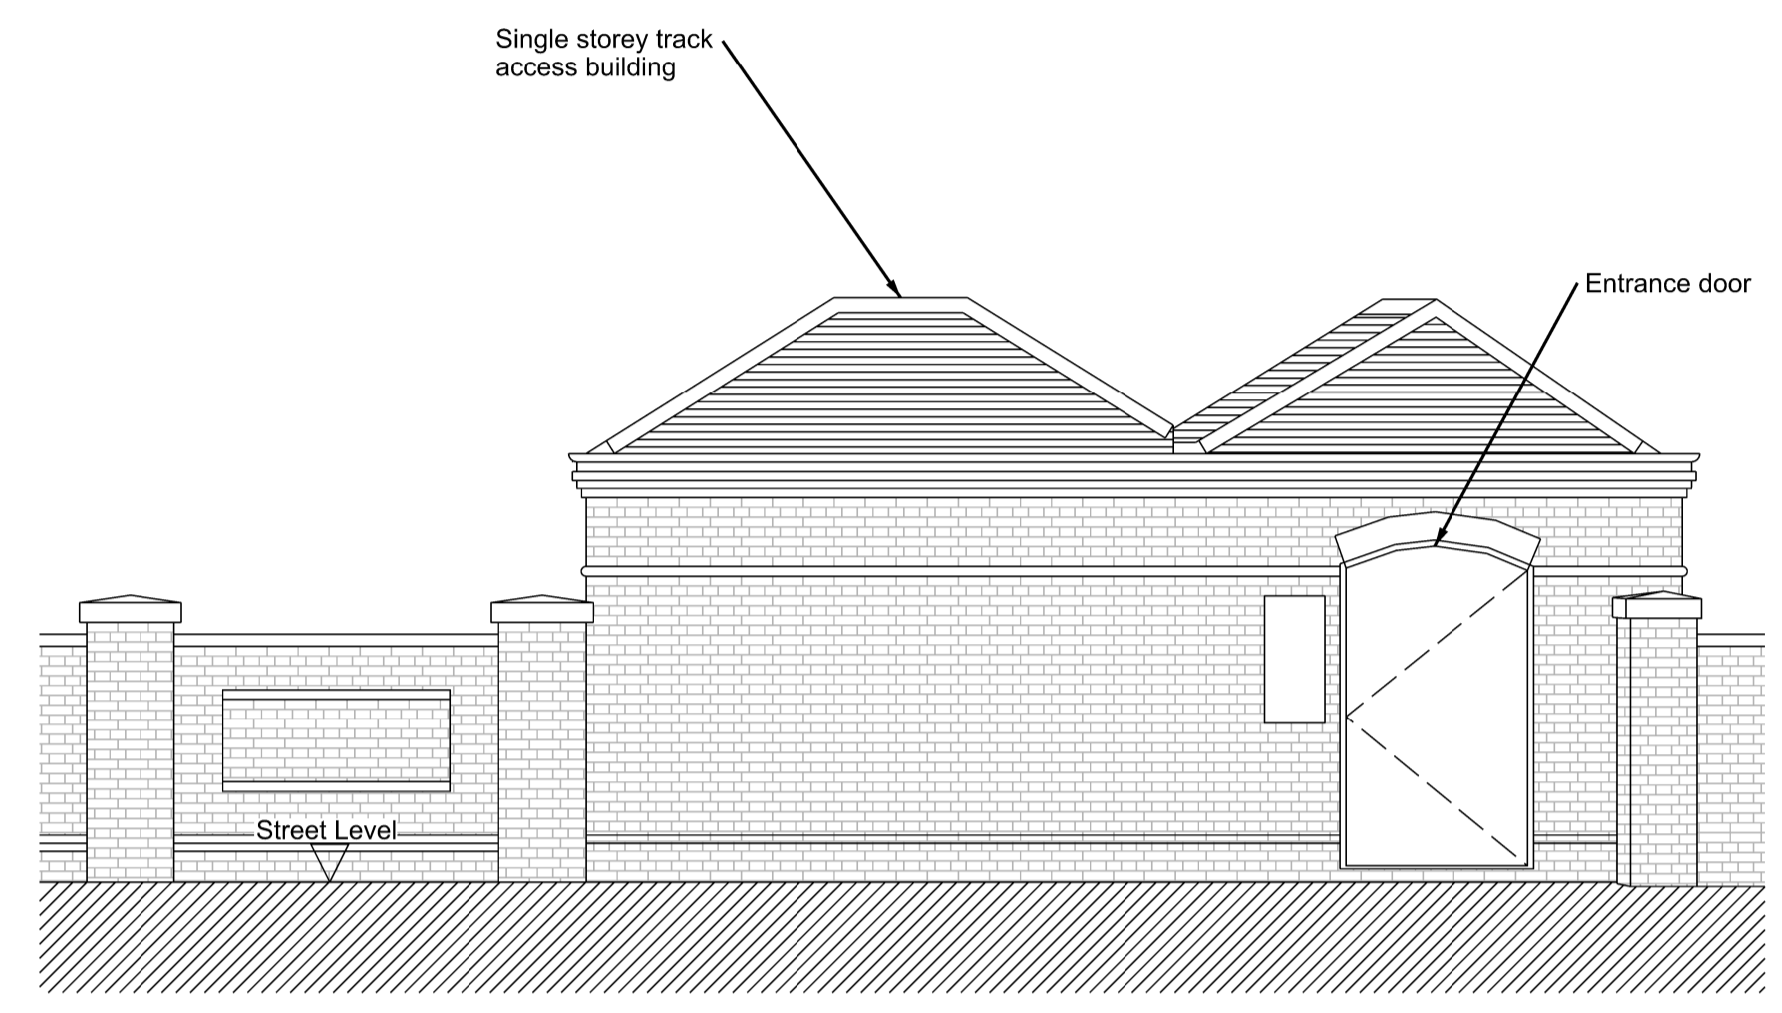 Single storey track
access building
Entrance door
Street Level